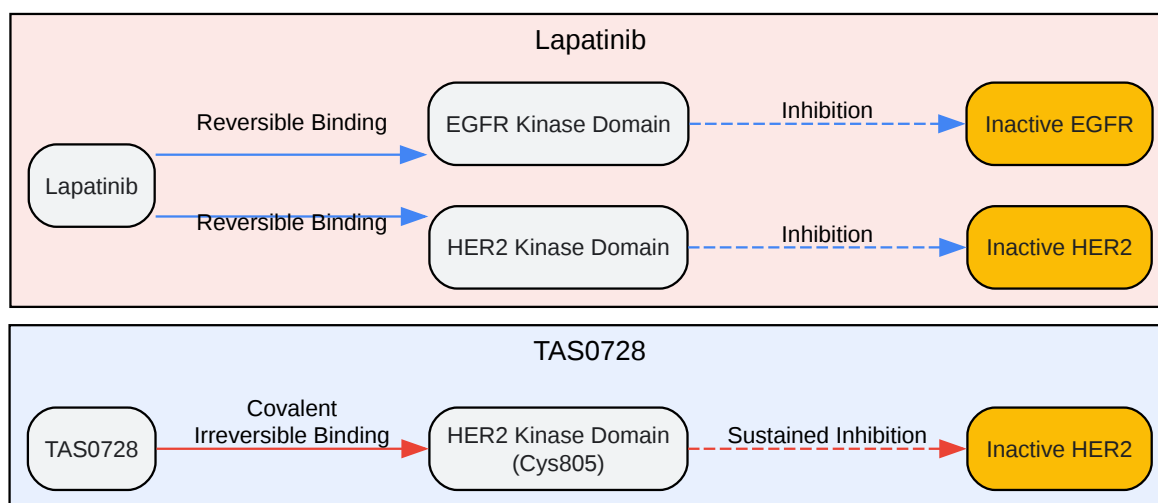 Lapatinib
Reversible Binding
EGFR Kinase Domain
Inhibition
Inactive EGFR
Lapatinib
Reversible Binding
HER2 Kinase Domain
Inhibition
Inactive HER2
TAS0728
TAS0728
Covalent
Irreversible Binding
HER2 Kinase Domain
(Cys805)
Sustained Inhibition
Inactive HER2